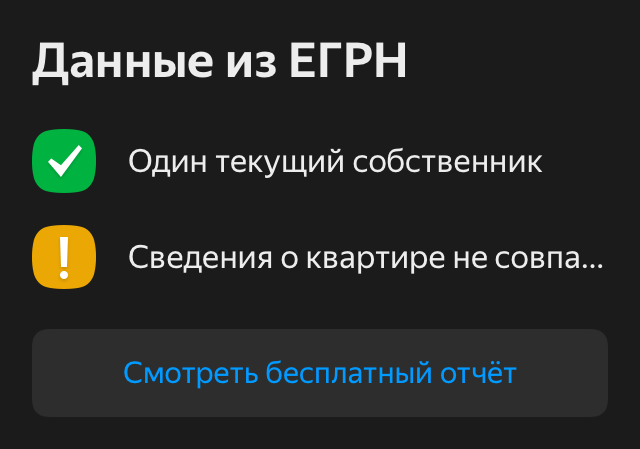 Данные из ЕГРН
Один текущий собственник
Сведения о квартире не совпа...
Смотреть бесплатный отчёт